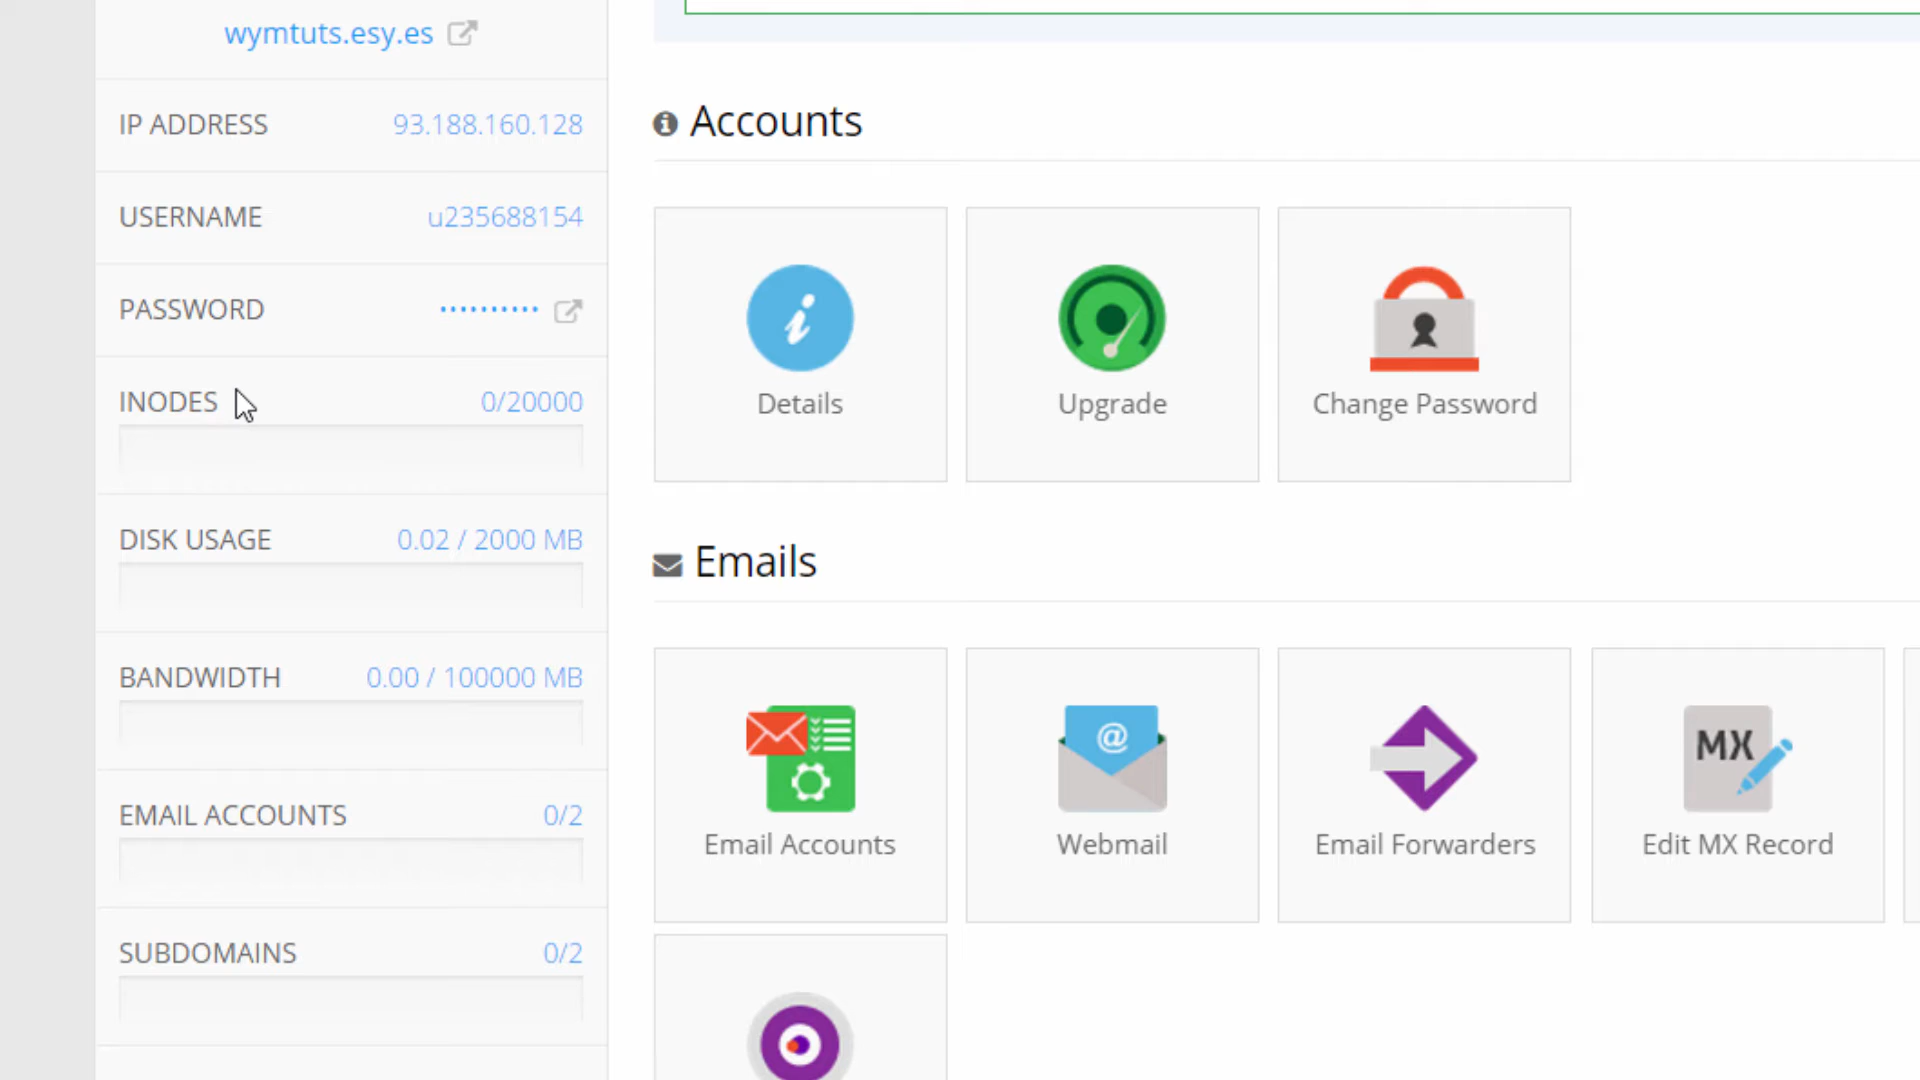 wymtuts.esy.es
IP ADDRESS 93.188.160.128
USERNAME u235688154
PASSWORD ••••••••••
INODES 0/20000
DISK USAGE 0.02 / 2000 MB
BANDWIDTH 0.00 / 100000 MB
EMAIL ACCOUNTS 0/2
SUBDOMAINS 0/2
Accounts
Details
Upgrade
Change Password
Emails
Email Accounts
@
Webmail
Email Forwarders
MX
Edit MX Record